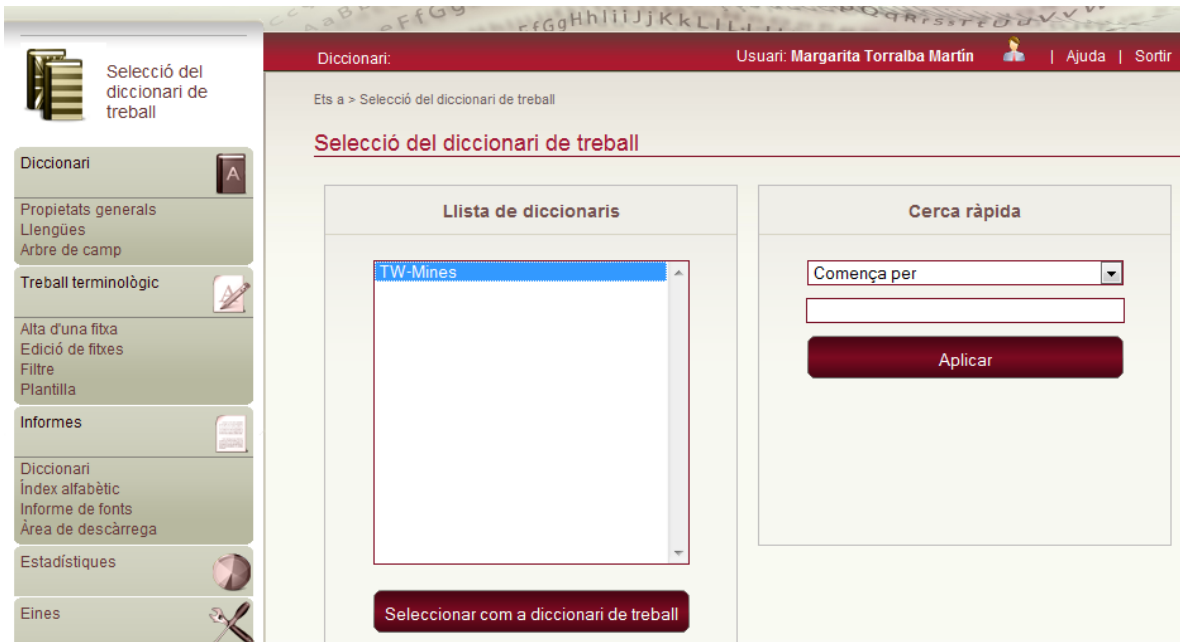 Diccionari:
Usuari: Margarita Torralba Martín | Ajuda | Sortir
Selecció del
diccionari de
treball
Ets a > Selecció del diccionari de treball
Selecció del diccionari de treball
Diccionari
A
Propietats generals
Llengües
Arbre de camp
Treball terminològic
Alta d'una fitxa
Edició de fitxes
Filtre
Plantilla
Informes
Diccionari
Índex alfabètic
Informe de fonts
Àrea de descàrrega
Estadístiques
Eines
Llista de diccionaris
TW-Mines
Seleccionar com a diccionari de treball
Cerca ràpida
Comença per
Aplicar